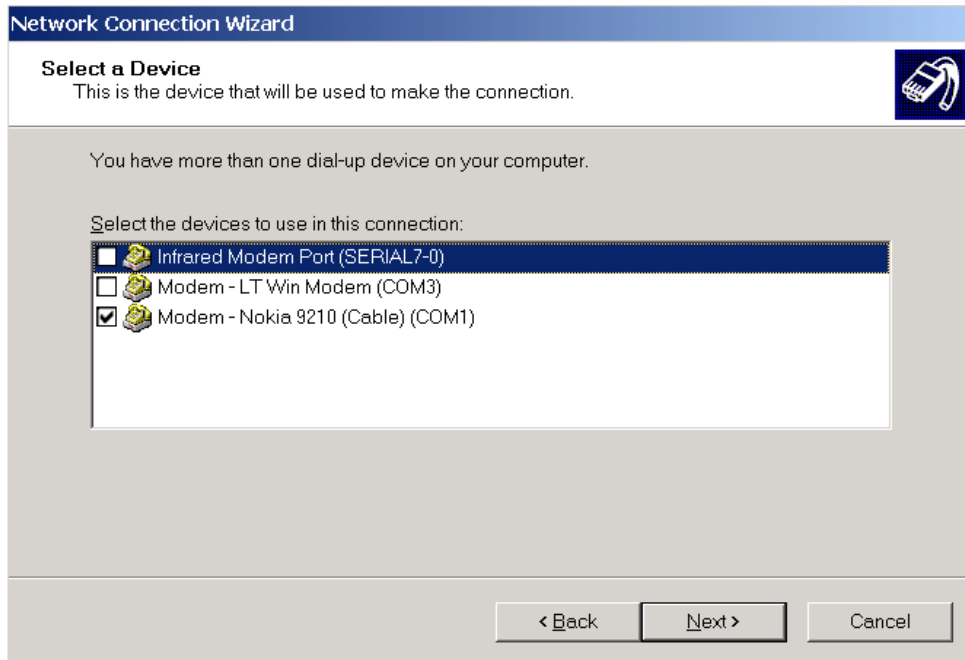 Network Connection Wizard
Select a Device
This is the device that will be used to make the connection.
You have more than one dial-up device on your computer.
Select the devices to use in this connection:
Infrared Modem Port (SERIAL7-0)
Modem - LT Win Modem (COM3)
Modem - Nokia 9210 (Cable) (COM1)
< Back Next > Cancel